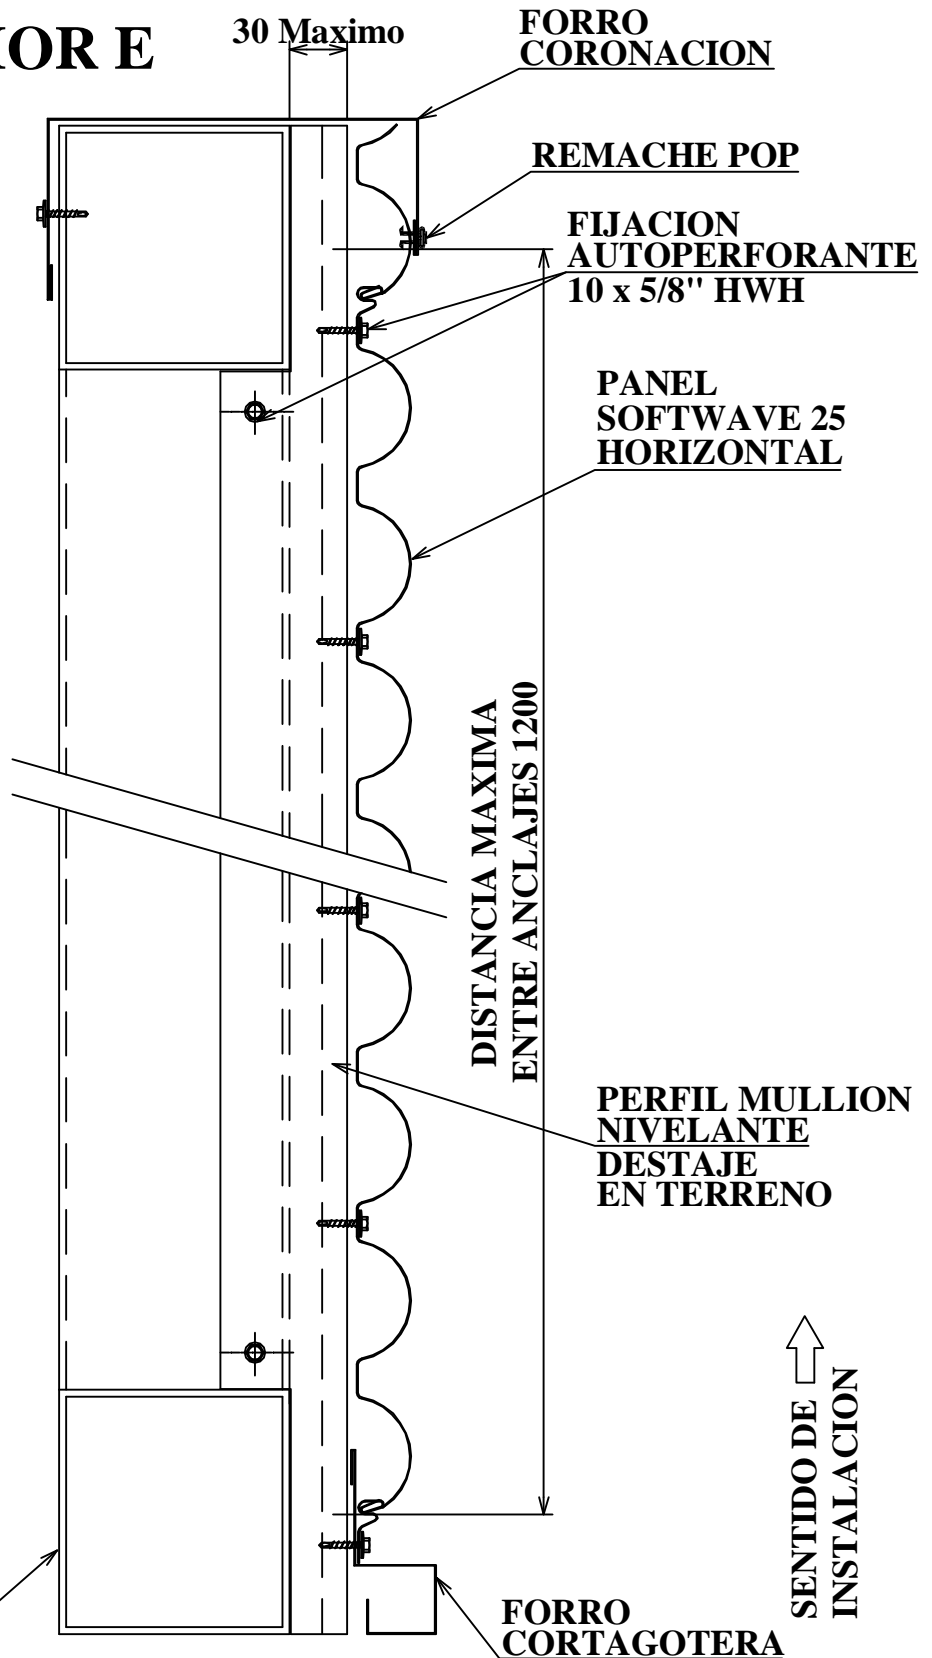 30 Maximo
FORRO
CORONACION
REMACHE POP
FIJACION
AUTOPERFORANTE
10 x 5/8" HWH
PANEL
SOFTWAVE 25
HORIZONTAL
DISTANCIA MAXIMA
ENTRE ANCLAJES 1200
PERFIL MULLION
NIVELANTE
DESTAJE
EN TERRENO
SENTIDO DE
INSTALACION
FORRO
CORTAGOTERA